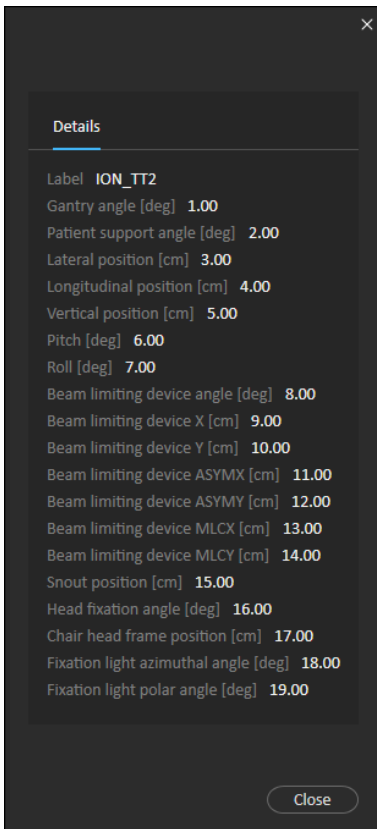 Details
Label ION_TT2
Gantry angle [deg] 1.00
Patient support angle [deg] 2.00
Lateral position [cm] 3.00
Longitudinal position [cm] 4.00
Vertical position [cm] 5.00
Pitch [deg] 6.00
Roll [deg] 7.00
Beam limiting device angle [deg] 8.00
Beam limiting device X [cm] 9.00
Beam limiting device Y [cm] 10.00
Beam limiting device ASYMX [cm] 11.00
Beam limiting device ASYMY [cm] 12.00
Beam limiting device MLCX [cm] 13.00
Beam limiting device MLCY [cm] 14.00
Snout position [cm] 15.00
Head fixation angle [deg] 16.00
Chair head frame position [cm] 17.00
Fixation light azimuthal angle [deg] 18.00
Fixation light polar angle [deg] 19.00
Close